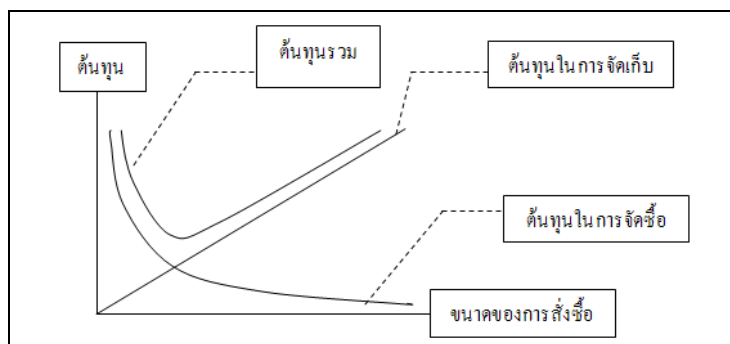 ต้นทุน
ต้นทุนรวม
ต้นทุนในการจัดเก็บ
ต้นทุนในการจัดซื้อ
ขนาดของการสั่งซื้อ